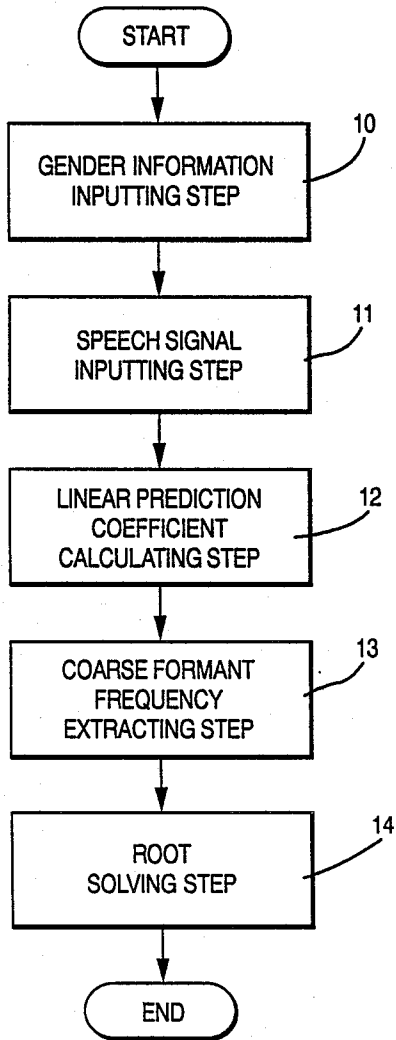 START
10
GENDER INFORMATION
INPUTTING STEP
11
SPEECH SIGNAL
INPUTTING STEP
12
LINEAR PREDICTION
COEFFICIENT
CALCULATING STEP
13
COARSE FORMANT
FREQUENCY
EXTRACTING STEP
14
ROOT
SOLVING STEP
END